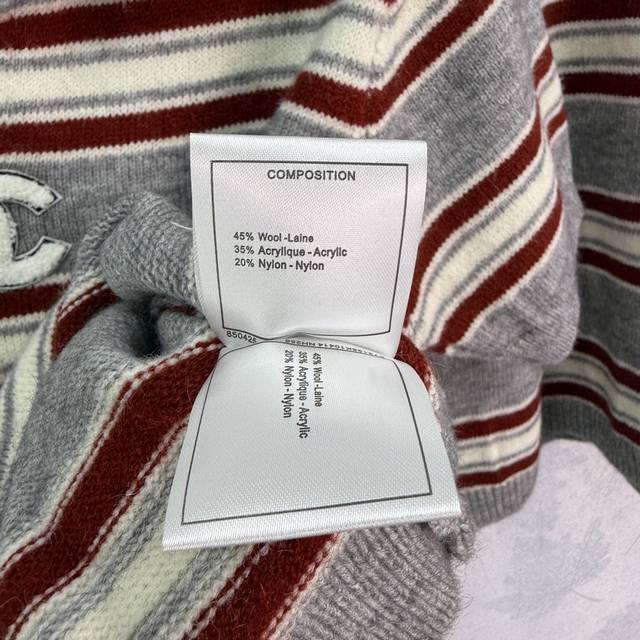 COMPOSITION
45% Wool -Laine
35% Acrylique - Acrylic
20% Nylon - Nylon
850426
45% Wool -Laine
35% Acrylique - Acrylic
20% Nylon - Nylon